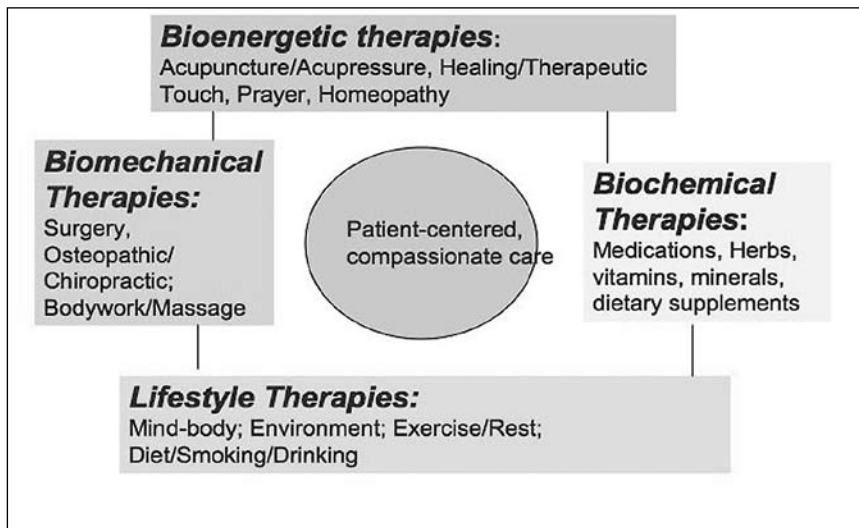 Bioenergetic therapies:
Acupuncture/Acupressure, Healing/Therapeutic
Touch, Prayer, Homeopathy
Biomechanical
Therapies:
Surgery,
Osteopathic/
Chiropractic;
Bodywork/Massage
Patient-centered,
compassionate care
Biochemical
Therapies:
Medications, Herbs,
vitamins, minerals,
dietary supplements
Lifestyle Therapies:
Mind-body; Environment; Exercise/Rest;
Diet/Smoking/Drinking